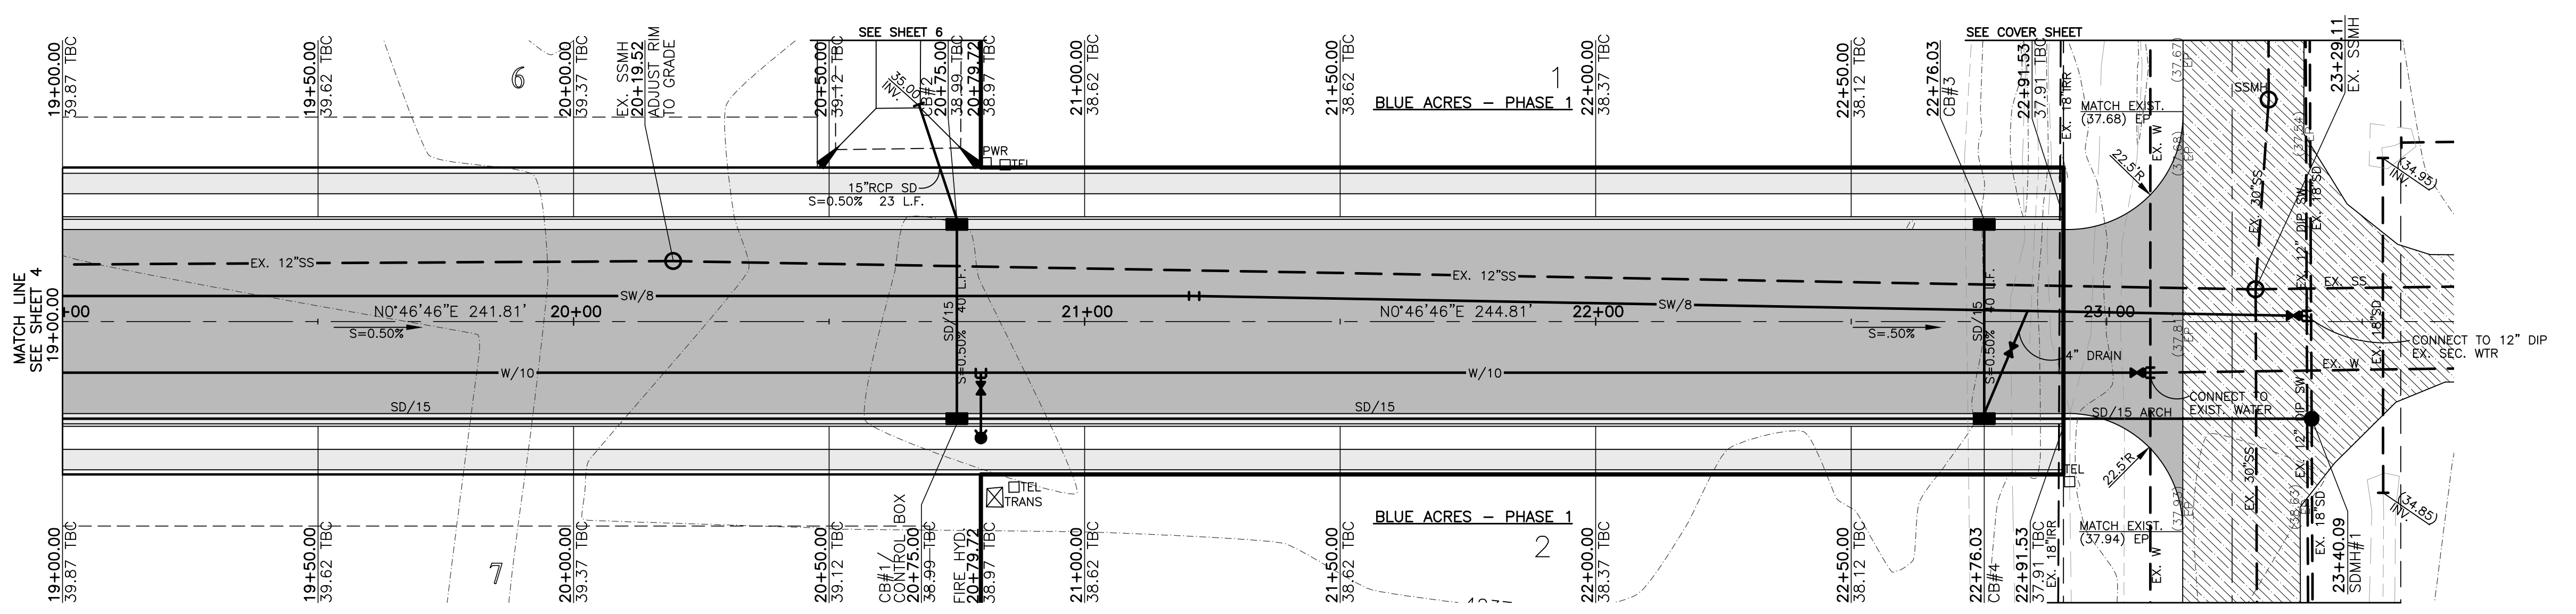 SEE SHEET 6
SEE COVER SHEET
19+00.00
39.87 TBC
19+50.00
39.62 TBC
20+00.00
39.37 TBC
EX. SSMH
20+19.52
ADJUST RIM
TO GRADE
20+50.00
39.12 TBC
35.00
INV.
CB#2
20+75.00
38.99 TBC
20+79.72
38.97 TBC
21+00.00
38.62 TBC
21+50.00
38.62 TBC
22+00.00
38.37 TBC
22+50.00
38.12 TBC
22+76.03
CB#3
22+91.53
37.91 TBC
EX. 18"IRR
MATCH EXIST.
(37.68) EP
EX. W
(37.67)
EP
(37.68)
EP
SSMH
23+29.11
EX. SSMH
(37.54)
EP
6
1
BLUE ACRES - PHASE 1
PWR
TEL
22.5'R
EX. 30"SS
EX. 12" DIP SW
EX. 18"SD
(34.95)
INV.
15"RCP SD
S=0.50% 23 L.F.
EX. 12"SS
EX. 12"SS
EX. SS
MATCH LINE
SEE SHEET 4
19+00.00
+00
SW/8
N0°46'46"E 241.81'
20+00
S=0.50%
SD/15
S=0.50% 40 L.F.
21+00
N0°46'46"E 244.81'
22+00
SW/8
S=.50%
SD/15
S=0.50% 40 L.F.
23+00
EX. 18"SD
CONNECT TO 12" DIP
EX. SEC. WTR
4" DRAIN
W/10
W/10
EX. W
CONNECT TO
EXIST. WATER
SD/15
SD/15
SD/15 ARCH
22.5'R
EX. 30"SS
EX. 12" DIP SW
EX. 18"SD
(34.85)
INV.
TEL
TRANS
TEL
BLUE ACRES - PHASE 1
7
2
19+00.00
39.87 TBC
19+50.00
39.62 TBC
20+00.00
39.37 TBC
20+50.00
39.12 TBC
CB#1/
CONTROL BOX
20+75.00
38.99 TBC
FIRE HYD.
20+79.72
38.97 TBC
21+00.00
38.62 TBC
21+50.00
38.62 TBC
22+00.00
38.37 TBC
22+50.00
38.12 TBC
22+76.03
CB#4
22+91.53
37.91 TBC
EX. 18"IRR
MATCH EXIST.
(37.94) EP
EX. W
(37.93)
EP
23+40.09
SDMH#1